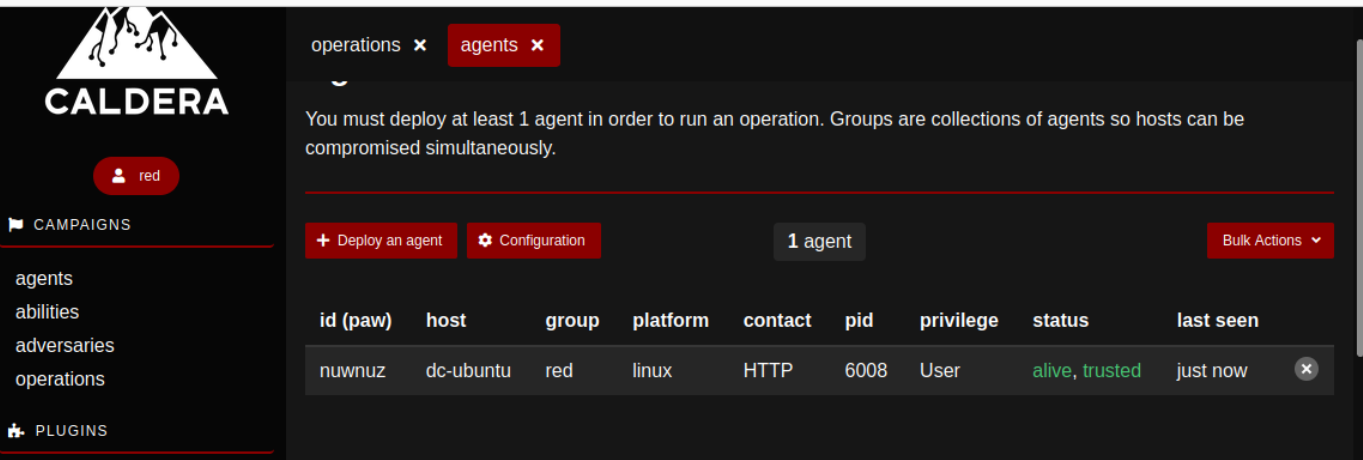 CALDERA
red
CAMPAIGNS
agents
abilities
adversaries
operations
PLUGINS
operations
agents
You must deploy at least 1 agent in order to run an operation. Groups are collections of agents so hosts can be
compromised simultaneously.
Deploy an agent Configuration 1 agent Bulk Actions
id (paw) host group platform contact pid privilege status last seen
nuwnuz dc-ubuntu red linux HTTP 6008 User alive, trusted just now